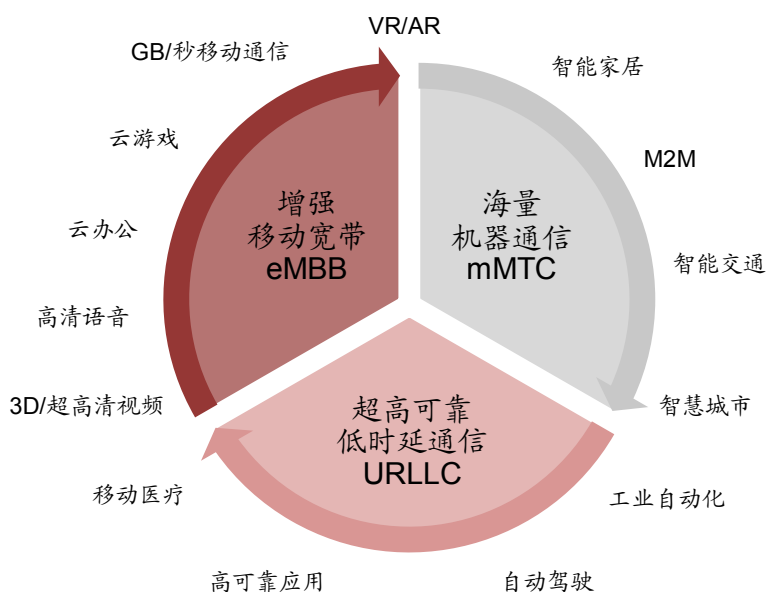 VR/AR
GB/秒移动通信
智能家居
云游戏
M2M
增强
移动宽带
eMBB
海量
机器通信
mMTC
云办公
智能交通
高清语音
3D/超高清视频
智慧城市
超高可靠
低时延通信
URLLC
移动医疗
工业自动化
高可靠应用
自动驾驶